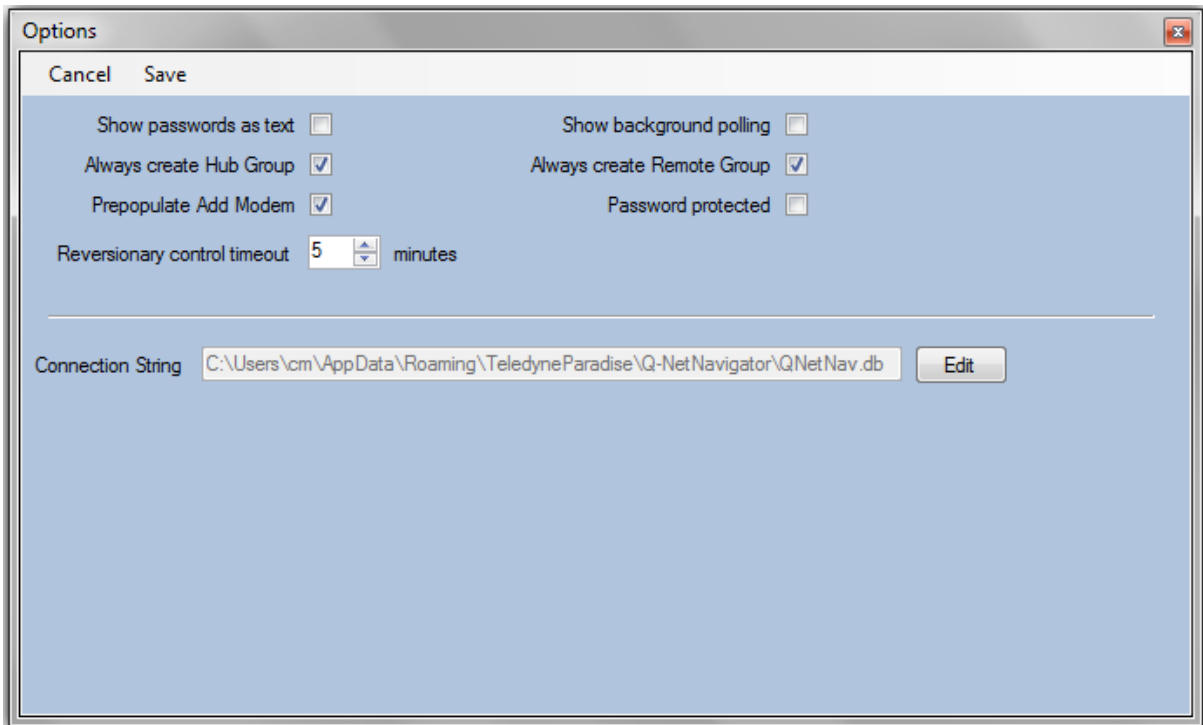 Options
Cancel Save
Show passwords as text Show background polling
Always create Hub Group Always create Remote Group
Prepopulate Add Modem Password protected
Reversionary control timeout 5 minutes
Connection String C:\Users\cm\AppData\Roaming\TeledyneParadise\Q-NetNavigator\QNetNav.db Edit